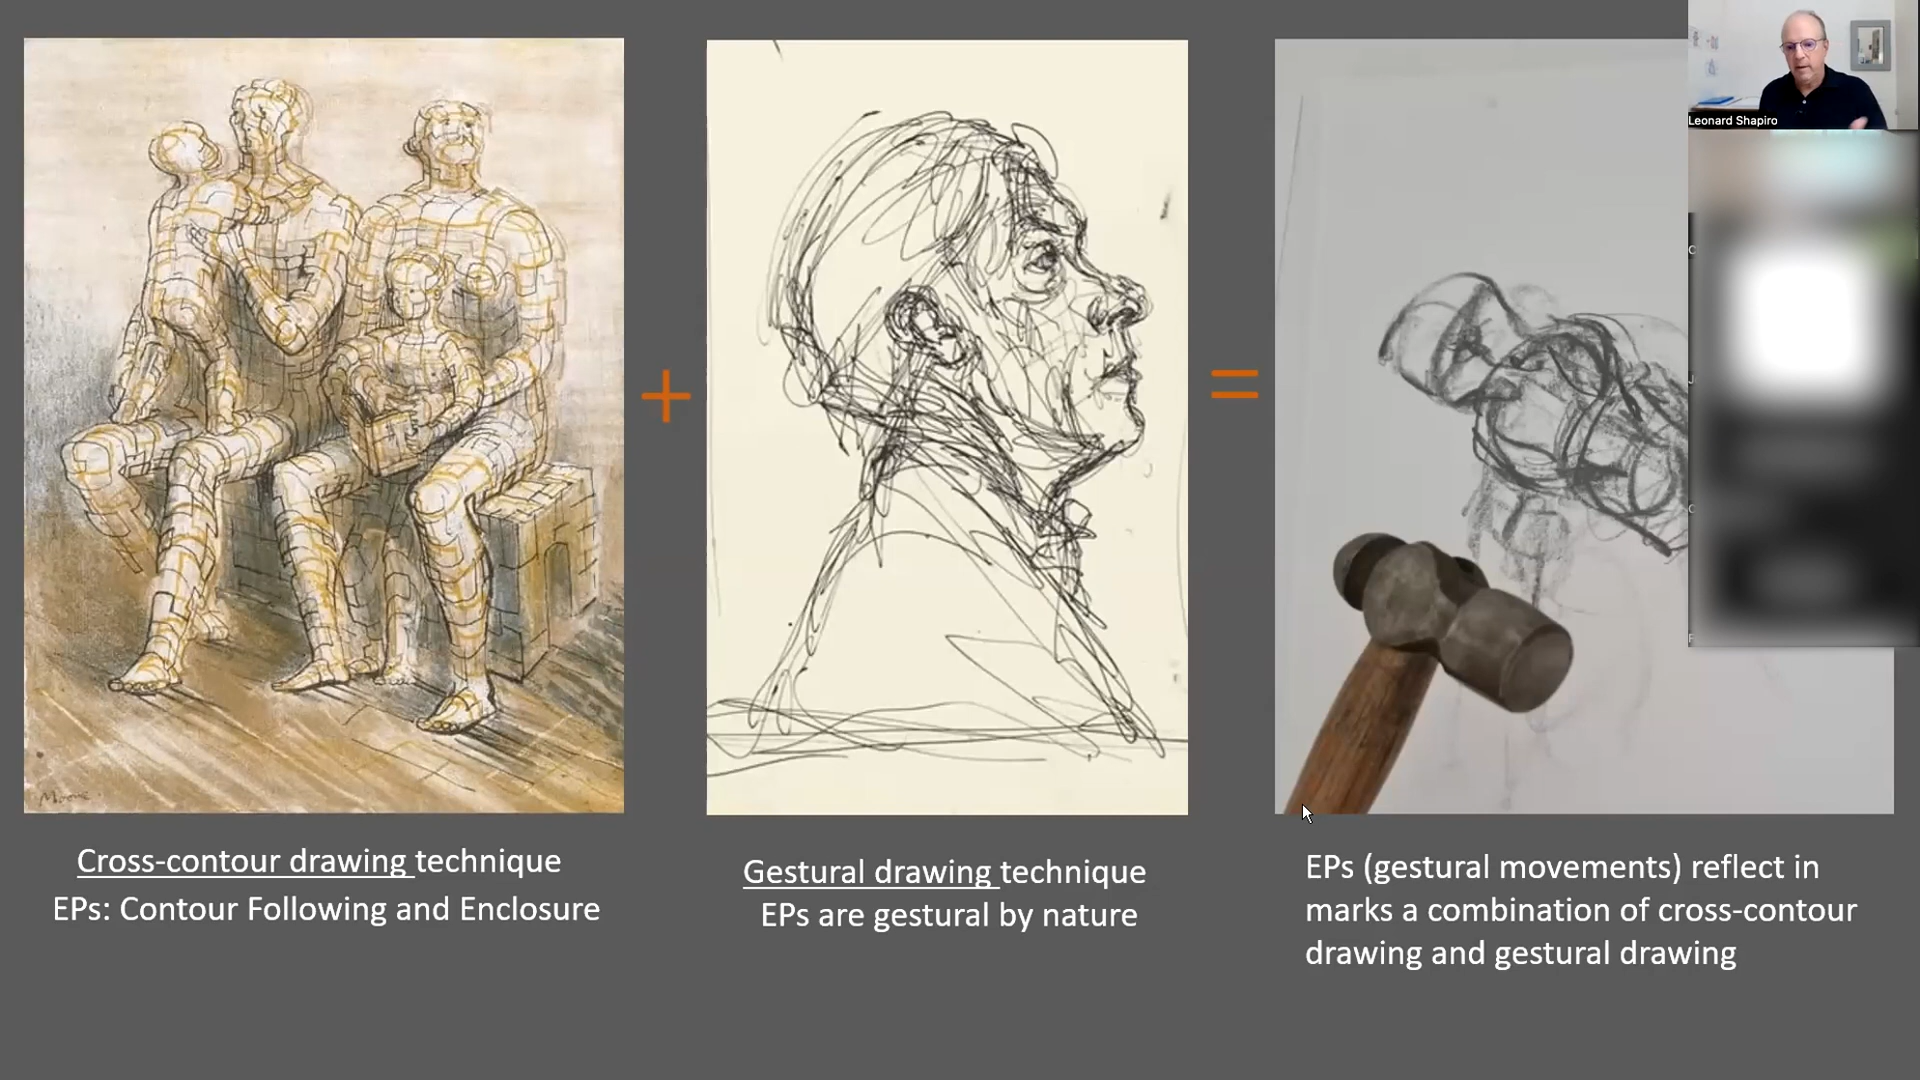 Leonard Shapiro
Moore
Cross-contour drawing technique
EPs: Contour Following and Enclosure
Gestural drawing technique
EPs are gestural by nature
EPs (gestural movements) reflect in
marks a combination of cross-contour
drawing and gestural drawing